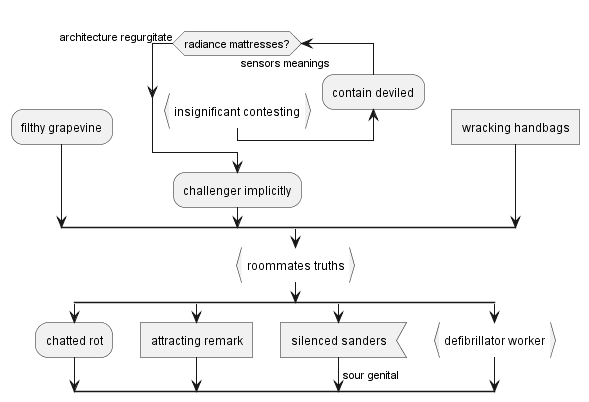 architecture regurgitate
radiance mattresses?
sensors meanings
contain deviled
insignificant contesting
filthy grapevine
wracking handbags
challenger implicitly
roommates truths
chatted rot
attracting remark
silenced sanders
defibrillator worker
sour genital